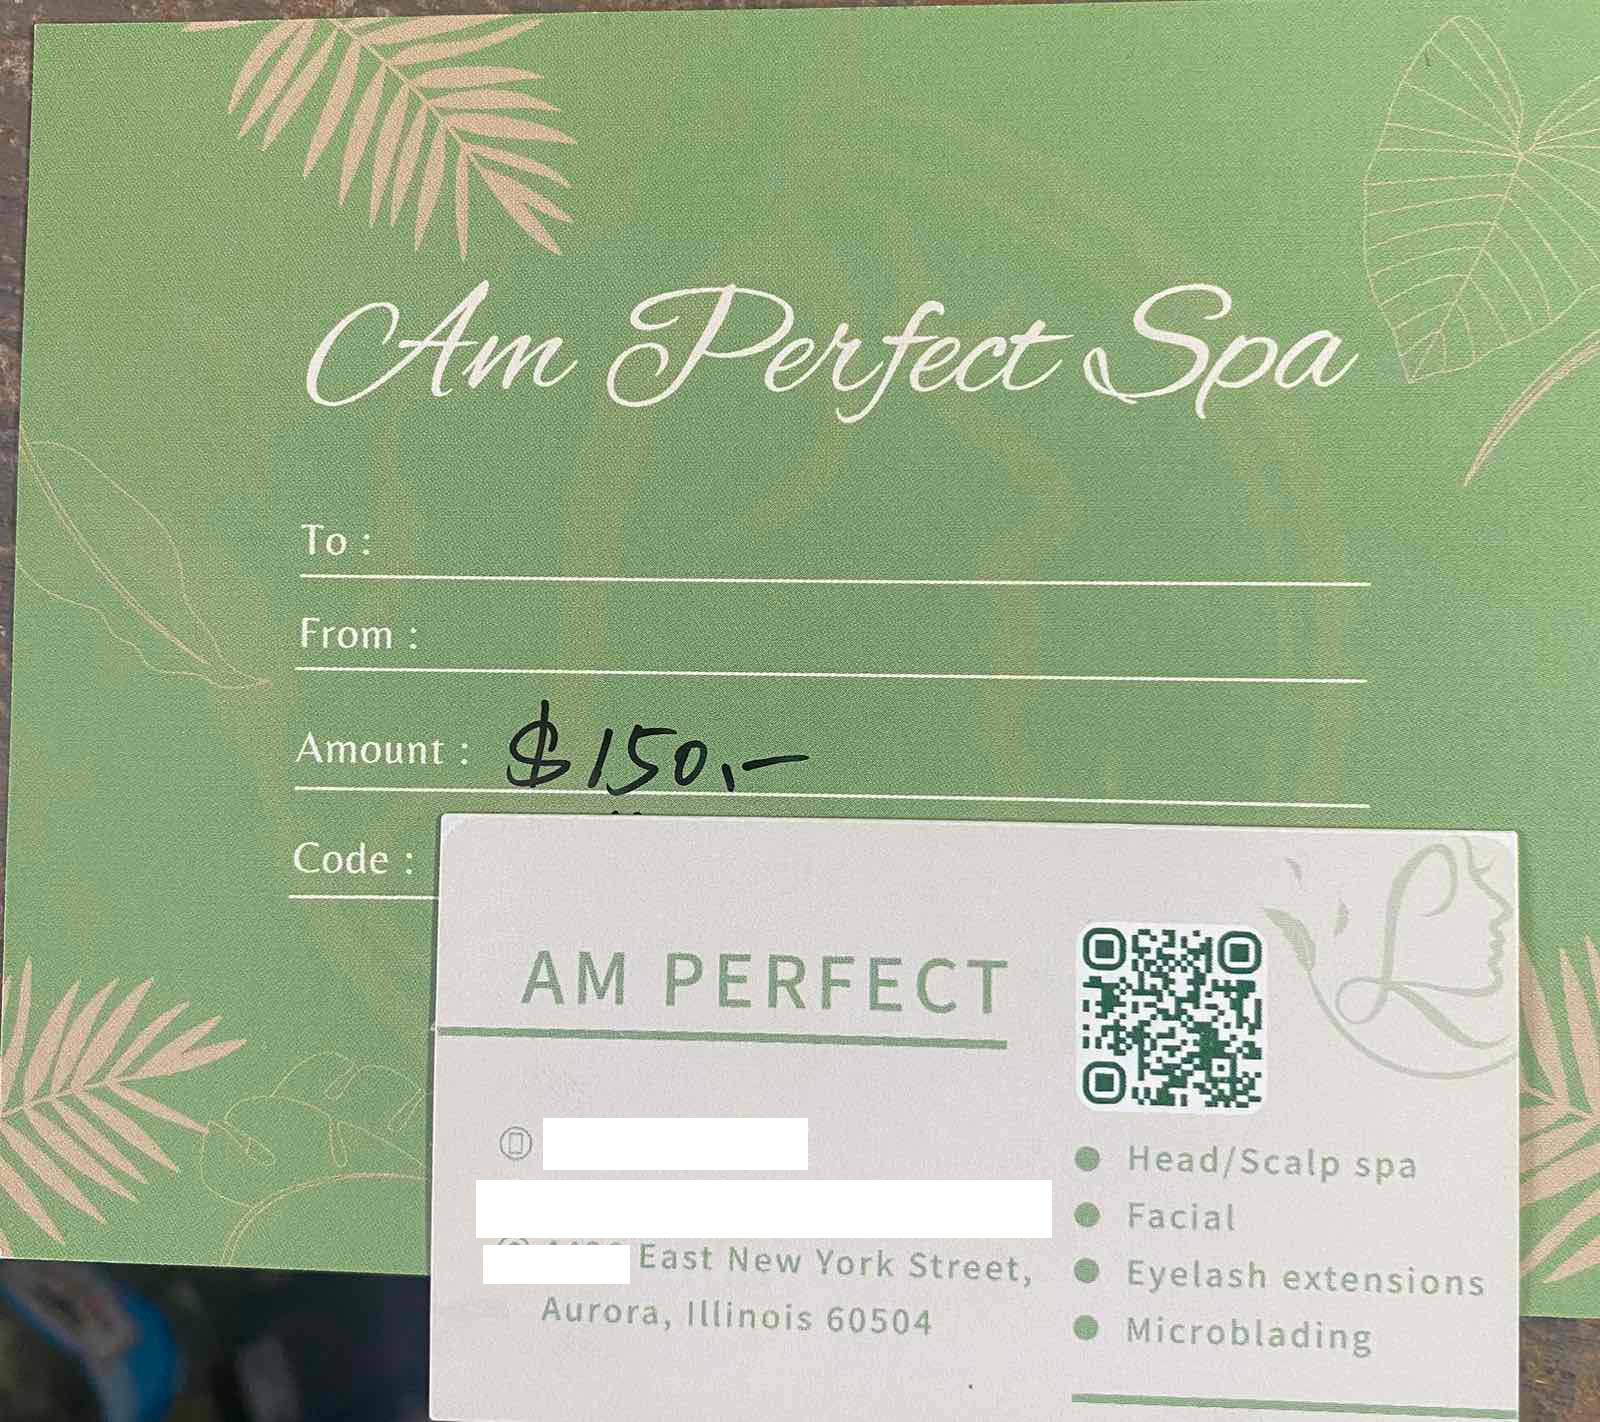 Am Perfect Spa
To :
From :
Amount : $150,-
Code :
AM PERFECT
East New York Street,
Aurora, Illinois 60504
Head/Scalp spa
Facial
Eyelash extensions
Microblading